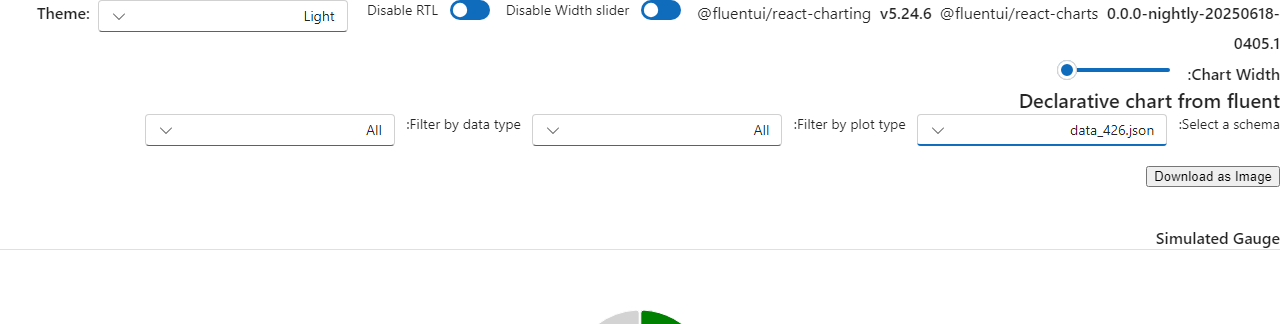 Theme: Light Disable RTL Disable Width slider @fluentui/react-charting v5.24.6 @fluentui/react-charts 0.0.0-nightly-20250618-
0405.1
:Chart Width
Declarative chart from fluent
:Select a schema data_426.json :Filter by plot type All :Filter by data type All
Download as Image
Simulated Gauge